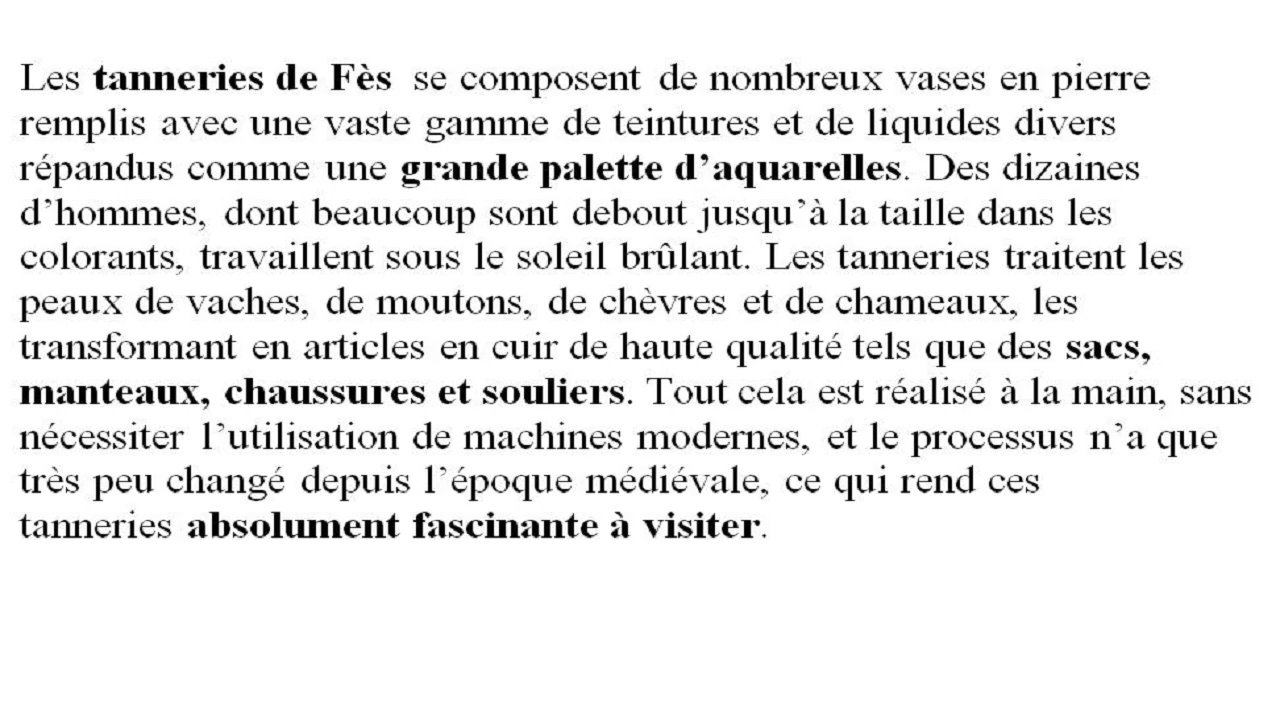 Les tanneries de Fès se composent de nombreux vases en pierre
remplis avec une vaste gamme de teintures et de liquides divers
répandus comme une grande palette d’aquarelles. Des dizaines
d’hommes, dont beaucoup sont debout jusqu’à la taille dans les
colorants, travaillent sous le soleil brûlant. Les tanneries traitent les
peaux de vaches, de moutons, de chèvres et de chameaux, les
transformant en articles en cuir de haute qualité tels que des sacs,
manteaux, chaussures et souliers. Tout cela est réalisé à la main, sans
nécessiter l’utilisation de machines modernes, et le processus n’a que
très peu changé depuis l’époque médiévale, ce qui rend ces
tanneries absolument fascinante à visiter.